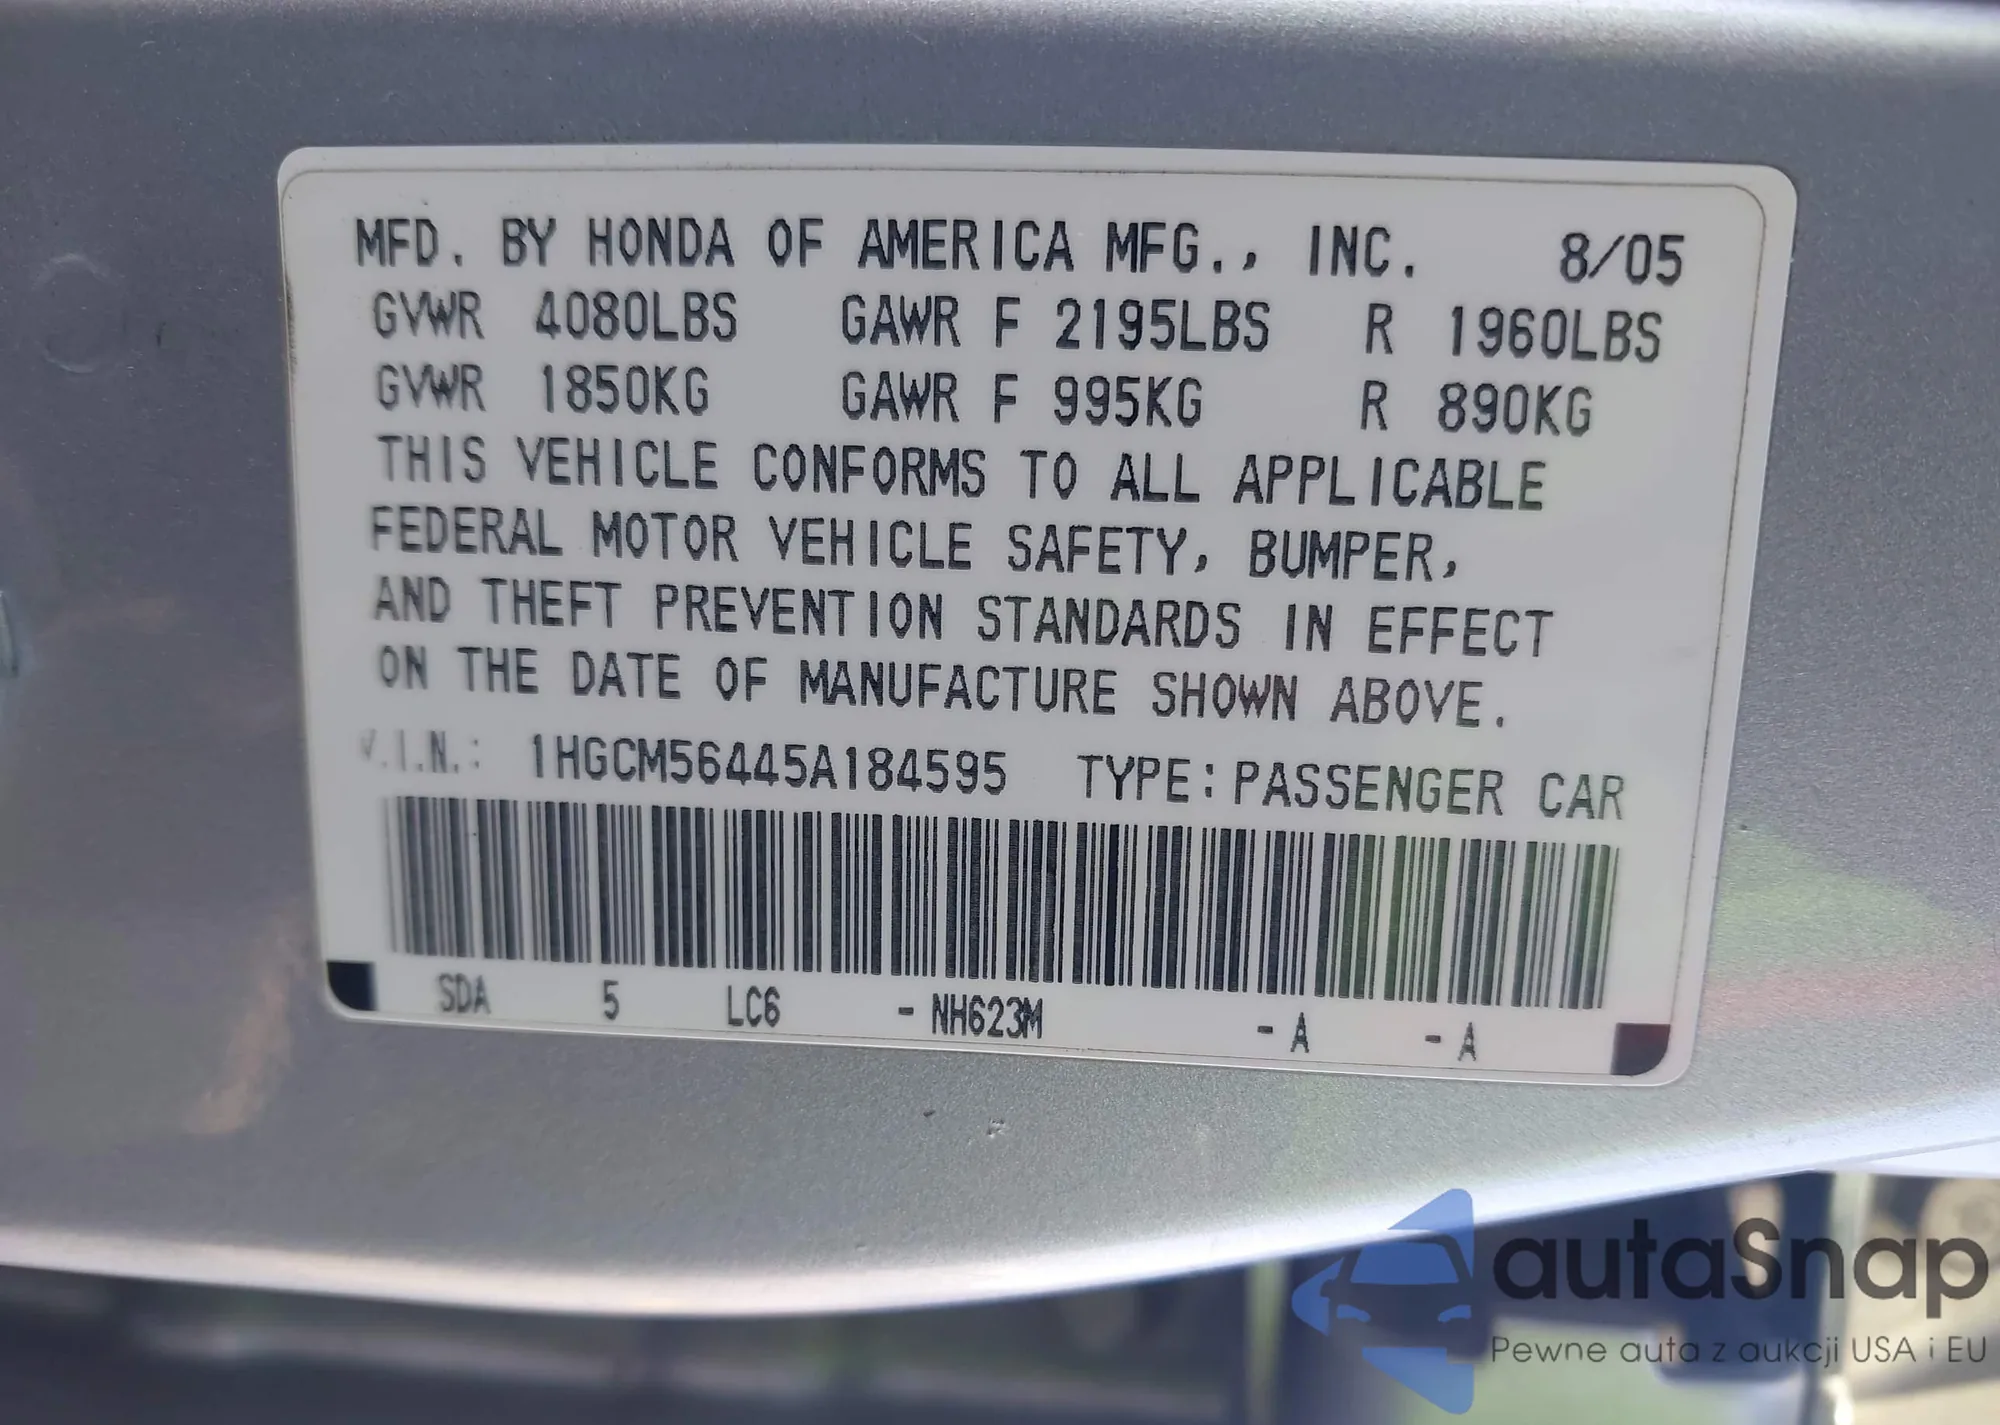 MFD. BY HONDA OF AMERICA MFG., INC. 8/05
GVWR 4080LBS GAWR F 2195LBS R 1960LBS
GVWR 1850KG GAWR F 995KG R 890KG
THIS VEHICLE CONFORMS TO ALL APPLICABLE
FEDERAL MOTOR VEHICLE SAFETY, BUMPER,
AND THEFT PREVENTION STANDARDS IN EFFECT
ON THE DATE OF MANUFACTURE SHOWN ABOVE.
V.I.N.: 1HGCM56445A184595 TYPE: PASSENGER CAR
SDA 5 LC6 -NH623M -A -A
autaSnap
Pewne auta z aukcji USA i EU